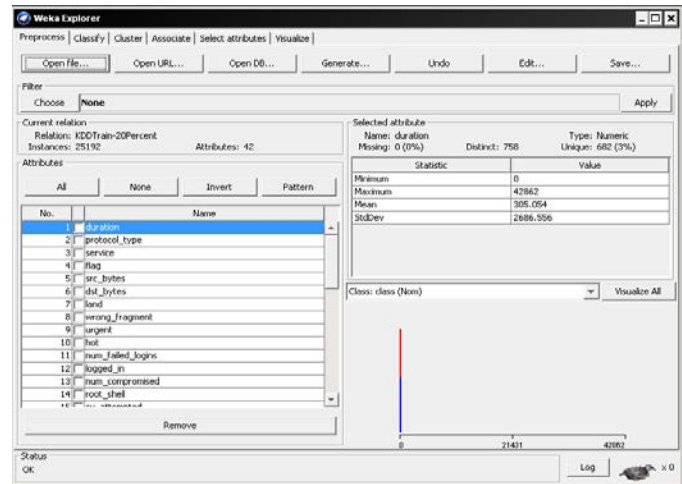 Weka Explorer
Preprocess Classify Cluster Associate Select attributes Visualize
Open file... Open URL... Open DB... Generate... Undo Edit... Save...
Filter
Choose None Apply
Current relation
Relation: KDDTrain-20Percent
Instances: 25192 Attributes: 42
Attributes
All None Invert Pattern
No. Name
1 duration
2 protocol_type
3 service
4 flag
5 src_bytes
6 dst_bytes
7 land
8 wrong_fragment
9 urgent
10 hot
11 num_failed_logins
12 logged_in
13 num_compromised
14 root_shell
Remove
Selected attribute
Name: duration Type: Numeric
Missing: 0 (0%) Distinct: 758 Unique: 682 (3%)
Statistic Value
Minimum 0
Maximum 42862
Mean 305.054
StdDev 2686.556
Class: class (Nom) Visualize All
0 21431 42862
Status
OK
Log x 0